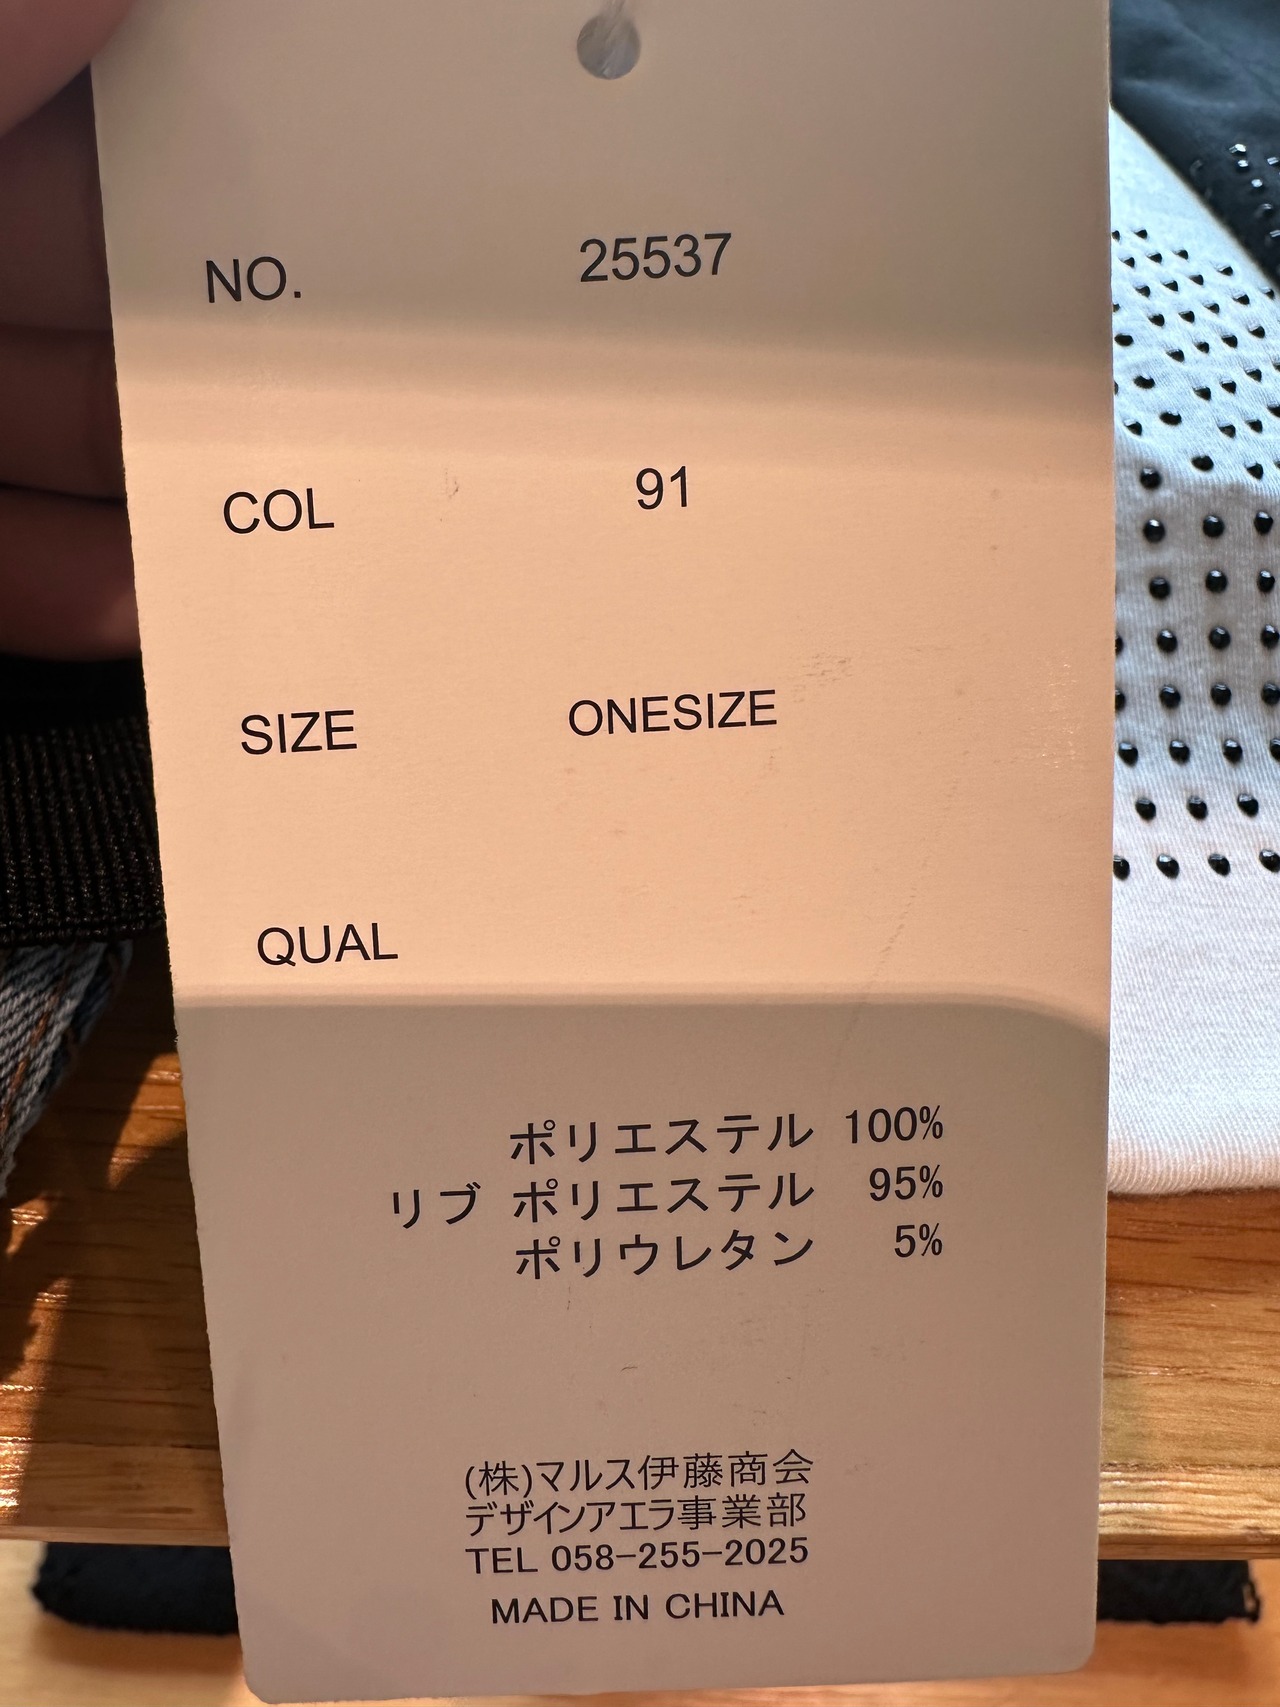 NO. 25537
COL 91
SIZE ONESIZE
QUAL
ポリエステル 100%
リブ ポリエステル 95%
ポリウレタン 5%
(株)マルス伊藤商会
デザインアエラ事業部
TEL 058-255-2025
MADE IN CHINA